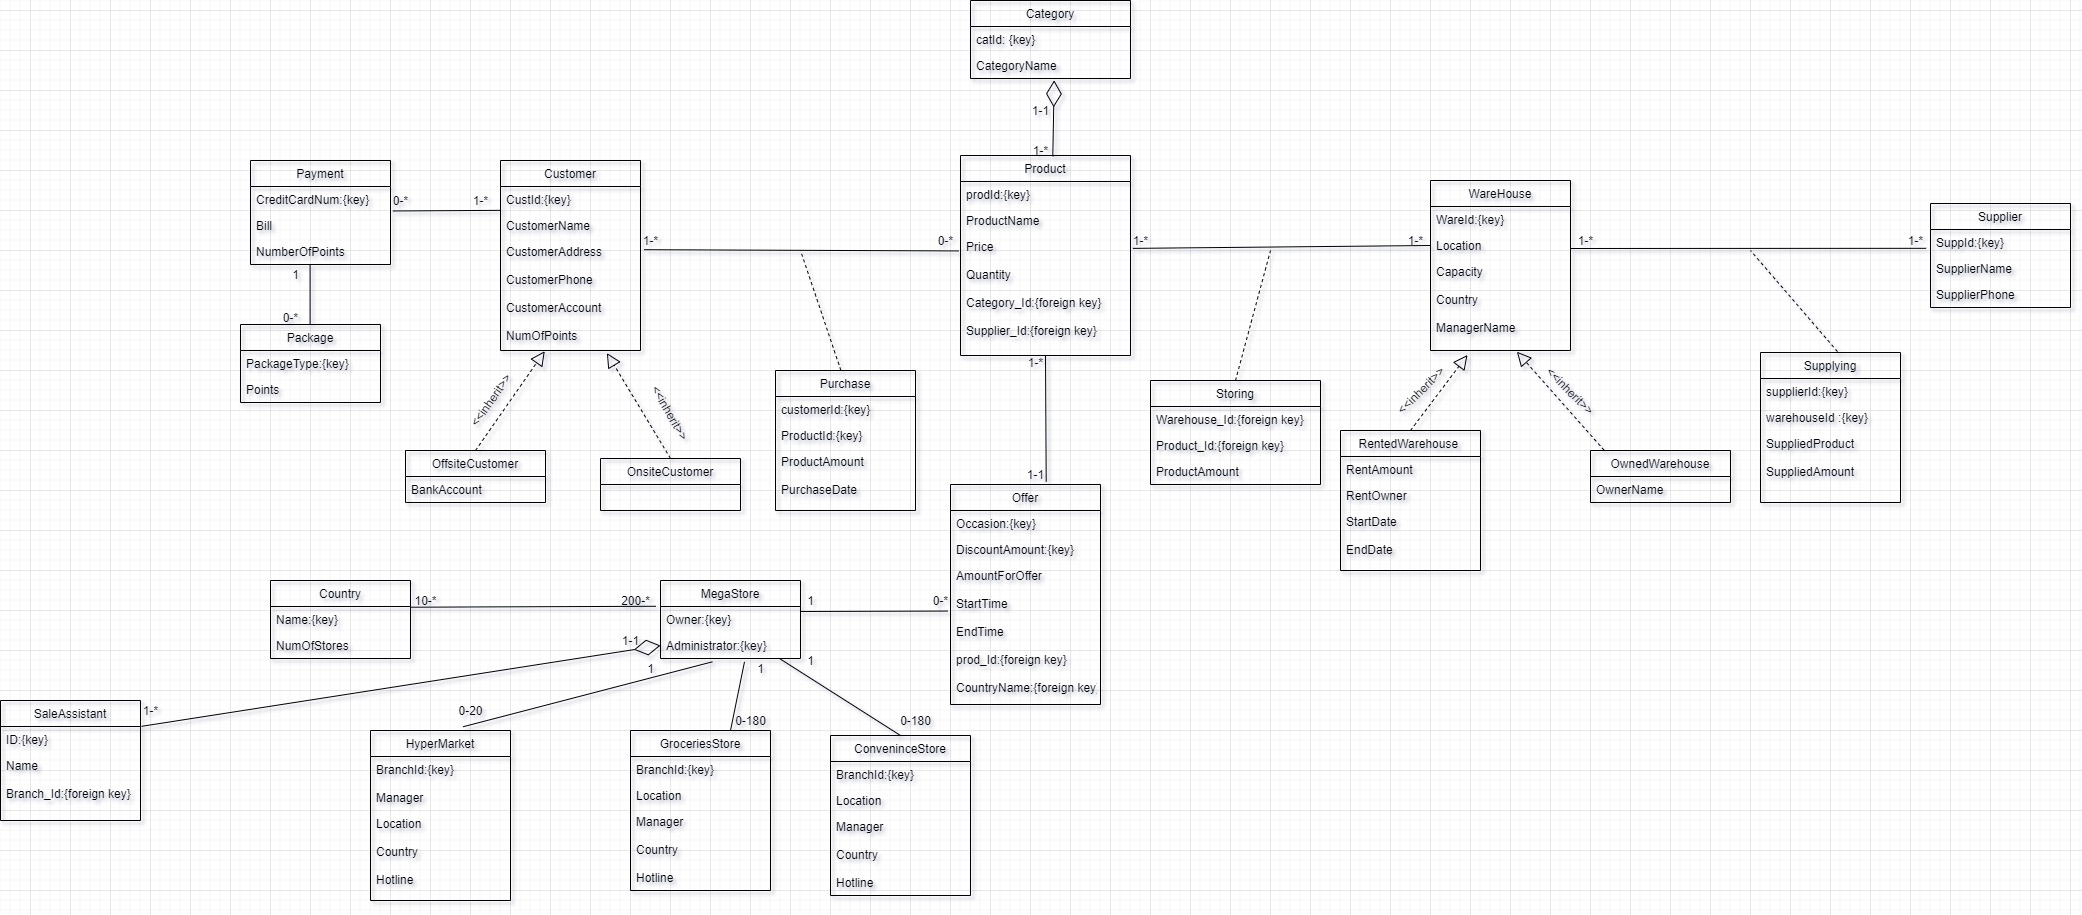 Category
catId: {key}
CategoryName
1-1
1-*
Payment
CreditCardNum:{key}
Bill
NumberOfPoints
0-*
1-*
1
0-*
Package
PackageType:{key}
Points
Customer
CustId:{key}
CustomerName
CustomerAddress
CustomerPhone
CustomerAccount
NumOfPoints
1-*
0-*
<<inherit>>
<<inherit>>
OffsiteCustomer
BankAccount
OnsiteCustomer
Purchase
customerId:{key}
ProductId:{key}
ProductAmount
PurchaseDate
Product
prodId:{key}
ProductName
Price
Quantity
Category_Id:{foreign key}
Supplier_Id:{foreign key}
1-*
1-*
1-*
1-1
Storing
Warehouse_Id:{foreign key}
Product_Id:{foreign key}
ProductAmount
WareHouse
WareId:{key}
Location
Capacity
Country
ManagerName
1-*
1-*
<<inherit>>
<<inherit>>
RentedWarehouse
RentAmount
RentOwner
StartDate
EndDate
OwnedWarehouse
OwnerName
Supplier
SuppId:{key}
SupplierName
SupplierPhone
Supplying
supplierId:{key}
warehouseId :{key}
SuppliedProduct
SuppliedAmount
Offer
Occasion:{key}
DiscountAmount:{key}
AmountForOffer
StartTime
EndTime
prod_Id:{foreign key}
CountryName:{foreign key
Country
Name:{key}
NumOfStores
10-*
200-*
MegaStore
Owner:{key}
Administrator:{key}
1
0-*
1-1
1
1
1
1-*
0-20
0-180
0-180
SaleAssistant
ID:{key}
Name
Branch_Id:{foreign key}
HyperMarket
BranchId:{key}
Manager
Location
Country
Hotline
GroceriesStore
BranchId:{key}
Location
Manager
Country
Hotline
ConveninceStore
BranchId:{key}
Location
Manager
Country
Hotline